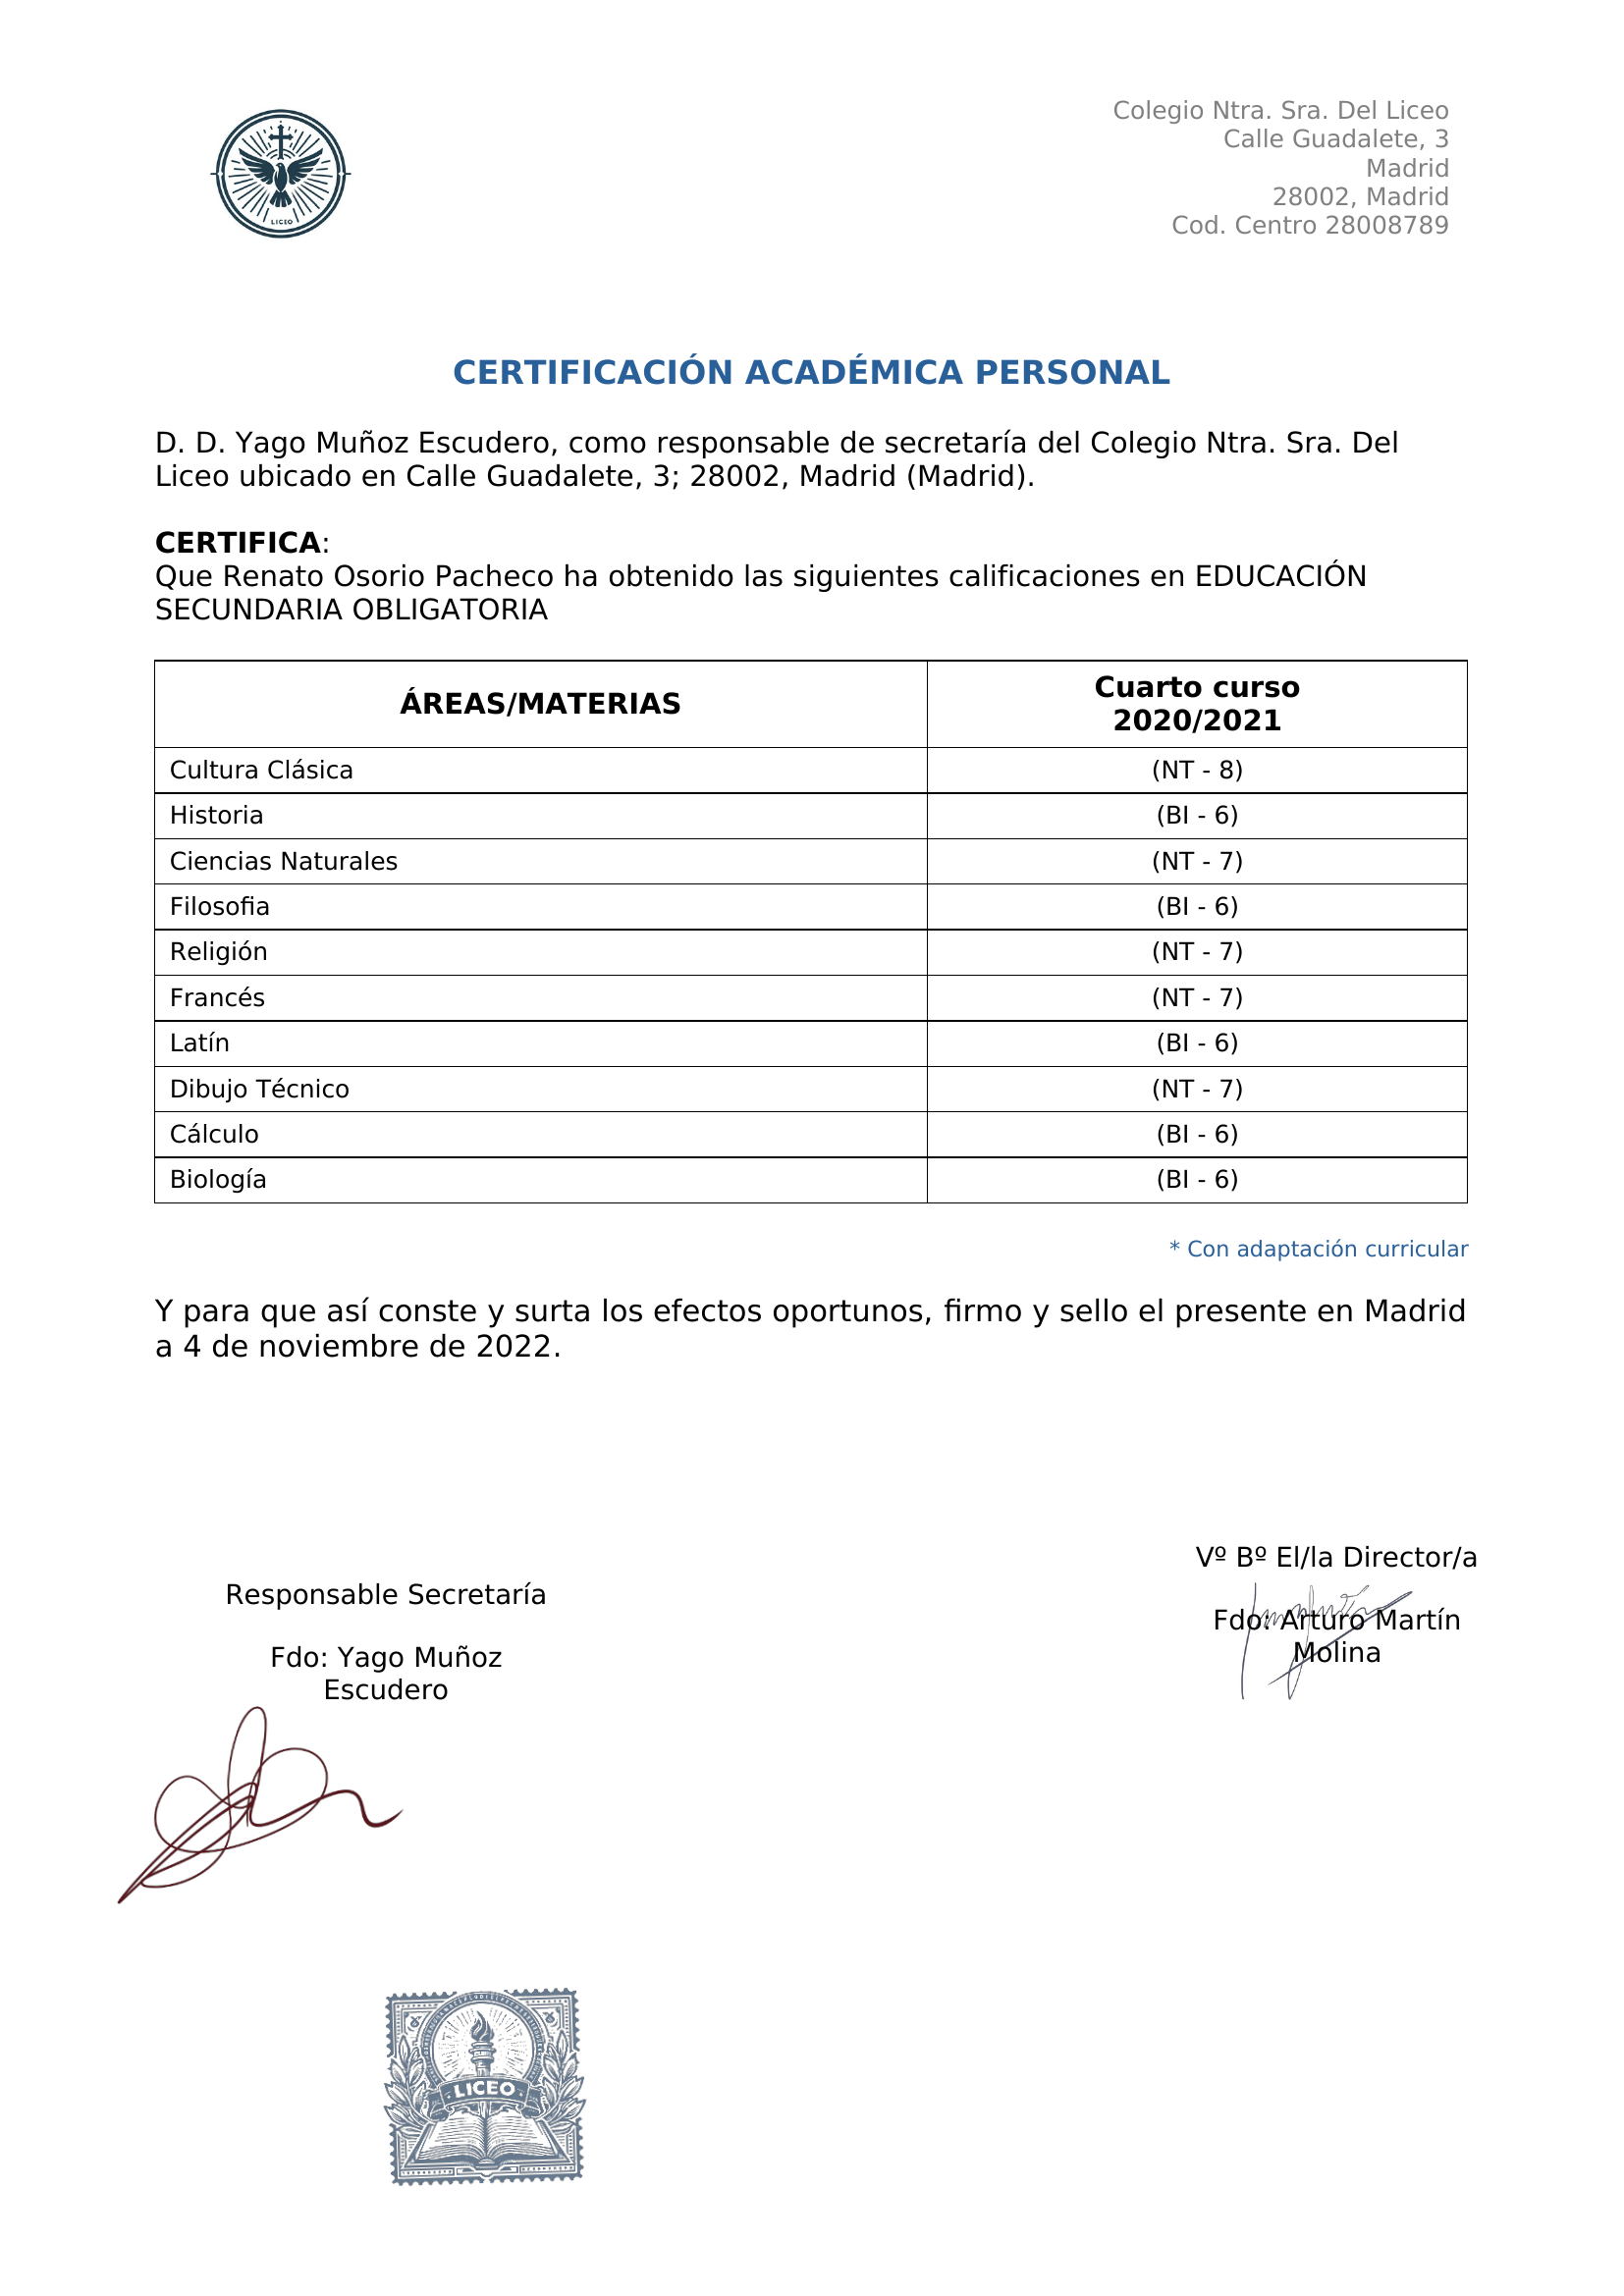 LICEO
Colegio Ntra. Sra. Del Liceo
Calle Guadalete, 3
Madrid
28002, Madrid
Cod. Centro 28008789
CERTIFICACIÓN ACADÉMICA PERSONAL
D. D. Yago Muñoz Escudero, como responsable de secretaría del Colegio Ntra. Sra. Del
Liceo ubicado en Calle Guadalete, 3; 28002, Madrid (Madrid).
CERTIFICA:
Que Renato Osorio Pacheco ha obtenido las siguientes calificaciones en EDUCACIÓN
SECUNDARIA OBLIGATORIA
ÁREAS/MATERIAS Cuarto curso
2020/2021
Cultura Clásica (NT - 8)
Historia (BI - 6)
Ciencias Naturales (NT - 7)
Filosofia (BI - 6)
Religión (NT - 7)
Francés (NT - 7)
Latín (BI - 6)
Dibujo Técnico (NT - 7)
Cálculo (BI - 6)
Biología (BI - 6)
* Con adaptación curricular
Y para que así conste y surta los efectos oportunos, firmo y sello el presente en Madrid
a 4 de noviembre de 2022.
Vº Bº El/la Director/a
Fdo: Arturo Martín
Molina
Responsable Secretaría
Fdo: Yago Muñoz
Escudero
LICEO